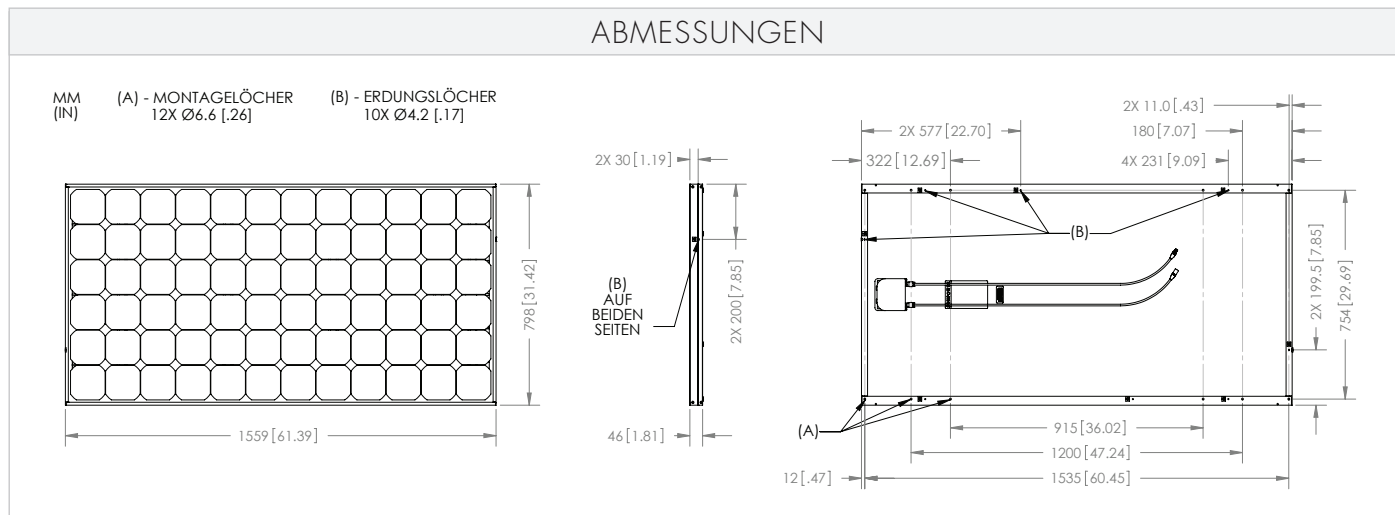 ABMESSUNGEN
MM
(IN)
(A) - MONTAGELÖCHER
12X Ø6.6 [.26]
(B) - ERDUNGSLÖCHER
10X Ø4.2 [.17]
798 [31.42]
1559 [61.39]
2X 30 [1.19]
(B)
AUF
BEIDEN
SEITEN
2X 200 [7.85]
46 [1.81]
2X 11.0 [.43]
2X 577 [22.70]
180 [7.07]
322 [12.69]
4X 231 [9.09]
(B)
2X 199.5 [7.85]
754 [29.69]
(A)
915 [36.02]
1200 [47.24]
12 [.47]
1535 [60.45]